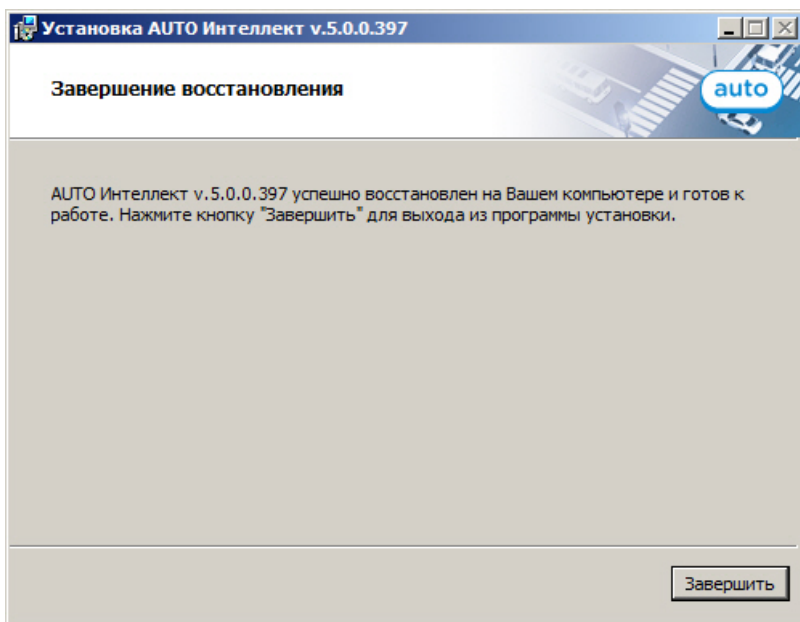 Установка AUTO Интеллект v.5.0.0.397
Завершение восстановления
auto
AUTO Интеллект v.5.0.0.397 успешно восстановлен на Вашем компьютере и готов к
работе. Нажмите кнопку "Завершить" для выхода из программы установки.
Завершить